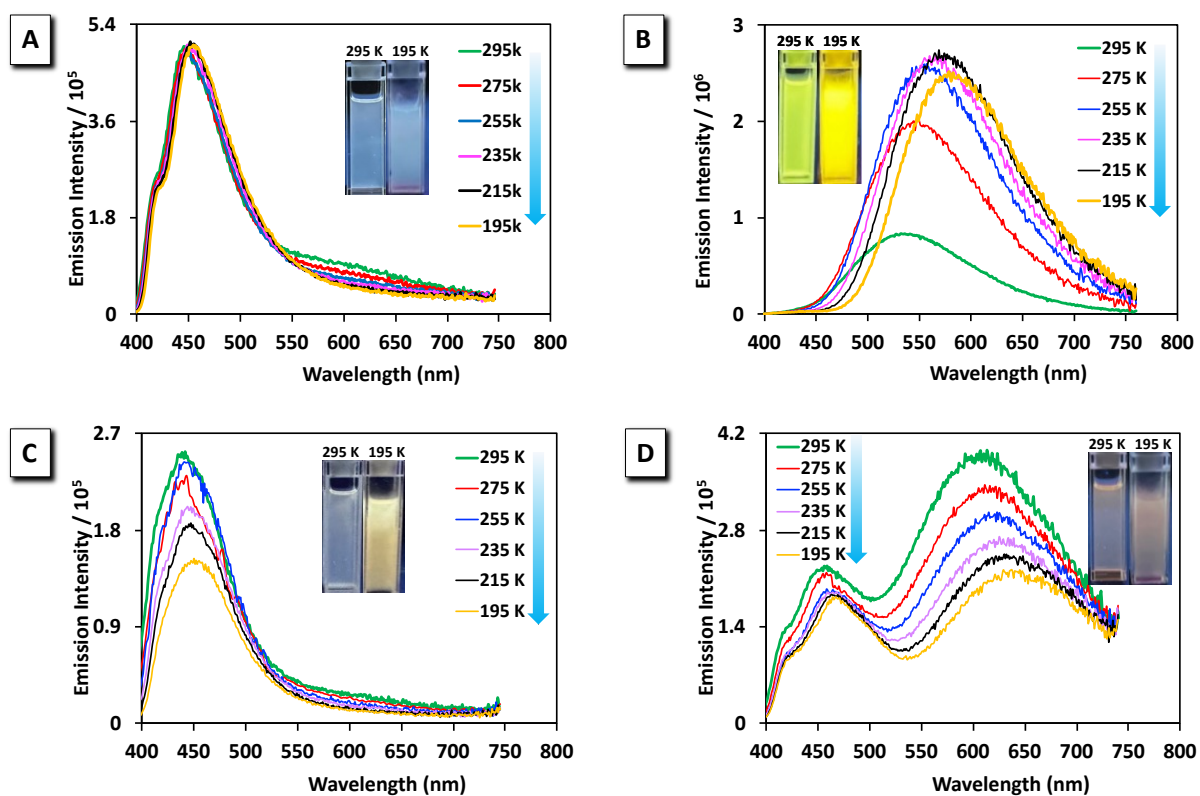 A
Emission Intensity / 10⁵
5.4
3.6
1.8
0
400 450 500 550 600 650 700 750 800
Wavelength (nm)
295 K 195 K
295k
275k
255k
235k
215k
195k
B
Emission Intensity / 10⁶
3
2
1
0
400 450 500 550 600 650 700 750 800
Wavelength (nm)
295 K 195 K
295 K
275 K
255 K
235 K
215 K
195 K
C
Emission Intensity / 10⁵
2.7
1.8
0.9
0
400 450 500 550 600 650 700 750 800
Wavelength (nm)
295 K 195 K
295 K
275 K
255 K
235 K
215 K
195 K
D
Emission Intensity / 10⁵
4.2
2.8
1.4
0
400 450 500 550 600 650 700 750 800
Wavelength (nm)
295 K
275 K
255 K
235 K
215 K
195 K
295 K 195 K